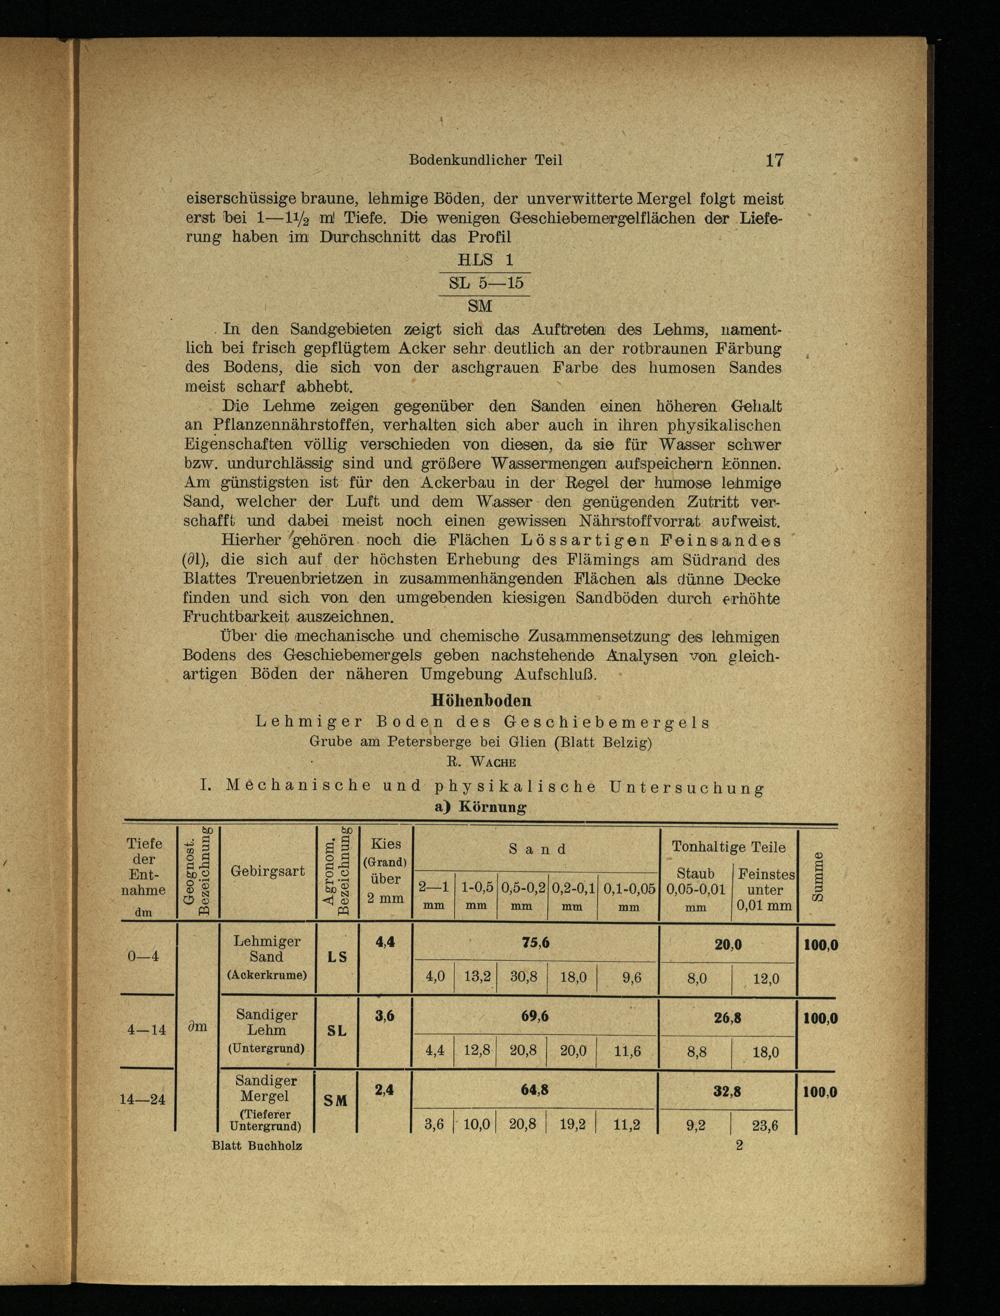 Bodenkundlicher Teil 17
eiserschüssige braune, lehmige Böden, der unverwitterte Mergel folgt meist
erst bei 1—1½ m Tiefe. Die wenigen Geschiebemergelflächen der Liefe-
rung haben im Durchschnitt das Profil
HLS 1
SL 5—15
SM
In den Sandgebieten zeigt sich das Auftreten des Lehms, nament-
lich bei frisch gepflügtem Acker sehr deutlich an der rotbraunen Färbung
des Bodens, die sich von der aschgrauen Farbe des humosen Sandes
meist scharf abhebt.
Die Lehme zeigen gegenüber den Sanden einen höheren Gehalt
an Pflanzennährstoffen, verhalten sich aber auch in ihren physikalischen
Eigenschaften völlig verschieden von diesen, da sie für Wasser schwer
bzw. undurchlässig sind und größere Wassermengen aufspeichern können.
Am günstigsten ist für den Ackerbau in der Regel der humose lehmige
Sand, welcher der Luft und dem Wasser den genügenden Zutritt ver-
schafft und dabei meist noch einen gewissen Nährstoffvorrat aufweist.
Hierher gehören noch die Flächen Lössartigen Feinsandes
(∂l), die sich auf der höchsten Erhebung des Flämings am Südrand des
Blattes Treuenbrietzen in zusammenhängenden Flächen als dünne Decke
finden und sich von den umgebenden kiesigen Sandböden durch erhöhte
Fruchtbarkeit auszeichnen.
Über die mechanische und chemische Zusammensetzung des lehmigen
Bodens des Geschiebemergels geben nachstehende Analysen von gleich-
artigen Böden der näheren Umgebung Aufschluß.
Höhenboden
Lehmiger Boden des Geschiebemergels
Grube am Petersberge bei Glien (Blatt Belzig)
R. WACHE
I. Mechanische und physikalische Untersuchung
a) Körnung
Tiefe der Ent-nahme dm
Geognost. Bezeichnung
Gebirgsart
Agronom. Bezeichnung
Kies (Grand) über 2 mm
Sand
2—1 mm 1-0,5 mm 0,5-0,2 mm 0,2-0,1 mm 0,1-0,05 mm
Tonhaltige Teile
Staub 0,05-0,01 mm
Feinstes unter 0,01 mm
Summe
0—4 Lehmiger Sand (Ackerkrume) LS 4,4 75,6 20,0 100,0
4,0 13,2 30,8 18,0 9,6 8,0 12,0
4—14 ∂m Sandiger Lehm (Untergrund) SL 3,6 69,6 26,8 100,0
4,4 12,8 20,8 20,0 11,6 8,8 18,0
14—24 Sandiger Mergel (Tieferer Untergrund) SM 2,4 64,8 32,8 100,0
3,6 10,0 20,8 19,2 11,2 9,2 23,6
Blatt Buchholz 2